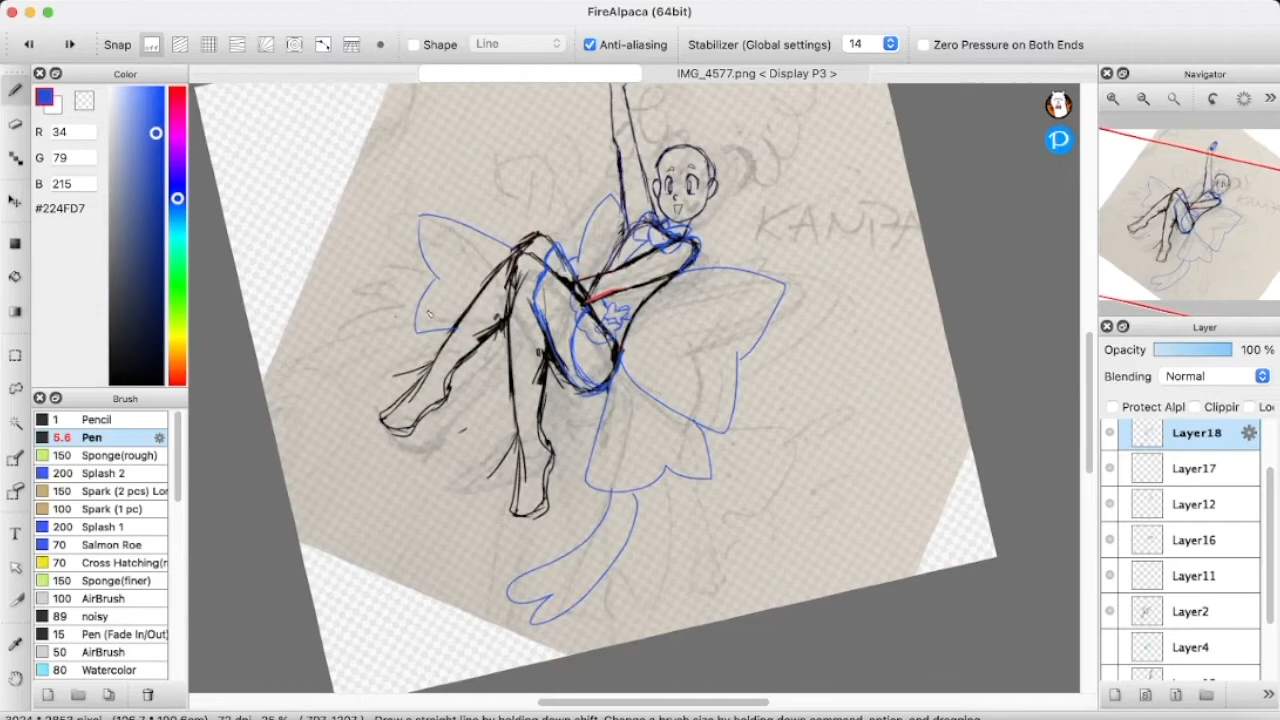 FireAlpaca (64bit)
Snap
Shape
Line
Anti-aliasing
Stabilizer (Global settings)
14
Zero Pressure on Both Ends
Color
IMG_4577.png < Display P3 >
Navigator
R 34
G 79
B 215
#224FD7
KANPA
Brush
1 Pencil
5.6 Pen
150 Sponge(rough)
200 Splash 2
150 Spark (2 pcs) Lor
100 Spark (1 pc)
200 Splash 1
70 Salmon Roe
70 Cross Hatching(r
150 Sponge(finer)
100 AirBrush
89 noisy
15 Pen (Fade In/Out)
50 AirBrush
80 Watercolor
Layer
Opacity 100 %
Blending Normal
Protect Alpl Clippir Lo
Layer18
Layer17
Layer12
Layer16
Layer11
Layer2
Layer4